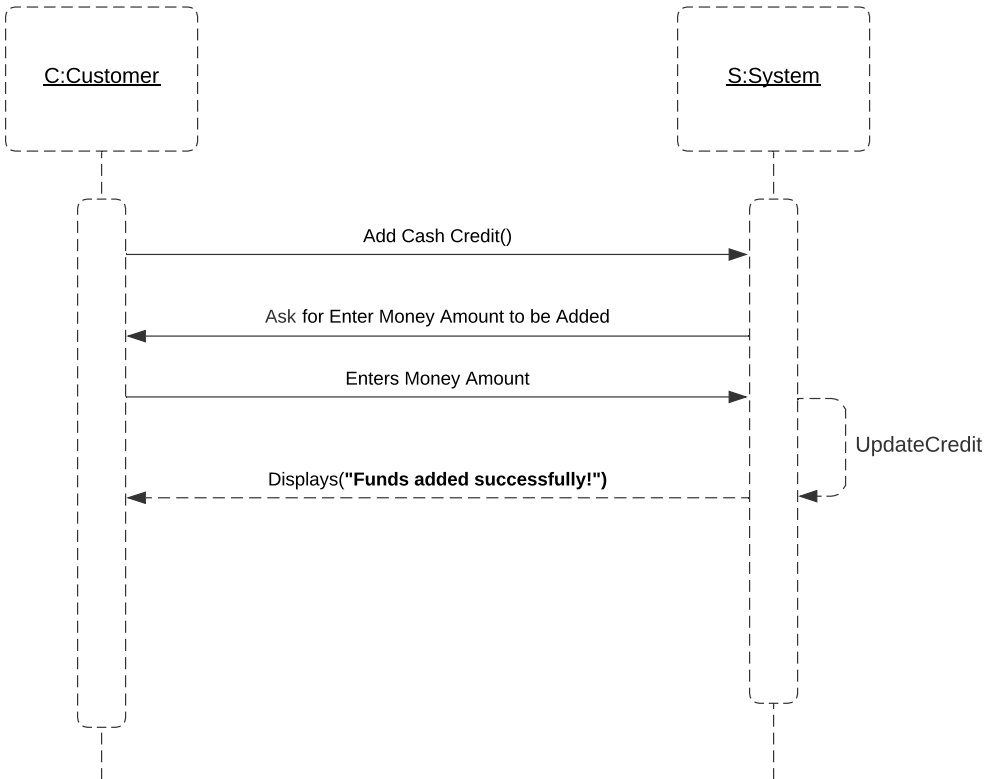 C:Customer
S:System
Add Cash Credit()
Ask for Enter Money Amount to be Added
Enters Money Amount
UpdateCredit
Displays("Funds added successfully!")